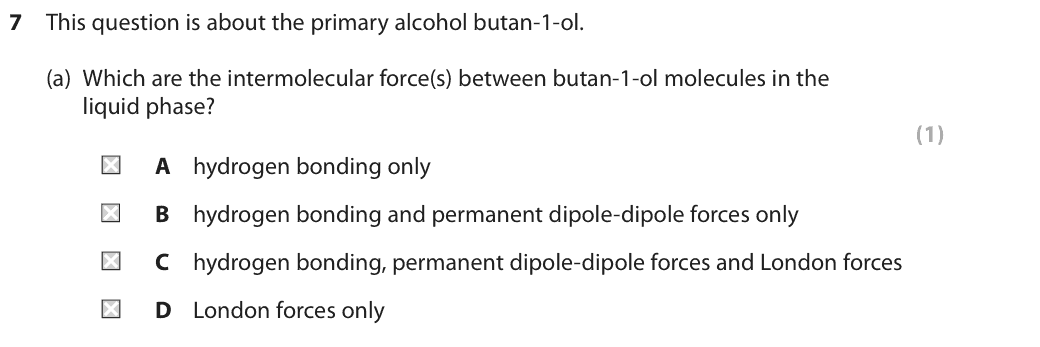 7 This question is about the primary alcohol butan-1-ol.
(a) Which are the intermolecular force(s) between butan-1-ol molecules in the
liquid phase?
(1)
A hydrogen bonding only
B hydrogen bonding and permanent dipole-dipole forces only
C hydrogen bonding, permanent dipole-dipole forces and London forces
D London forces only